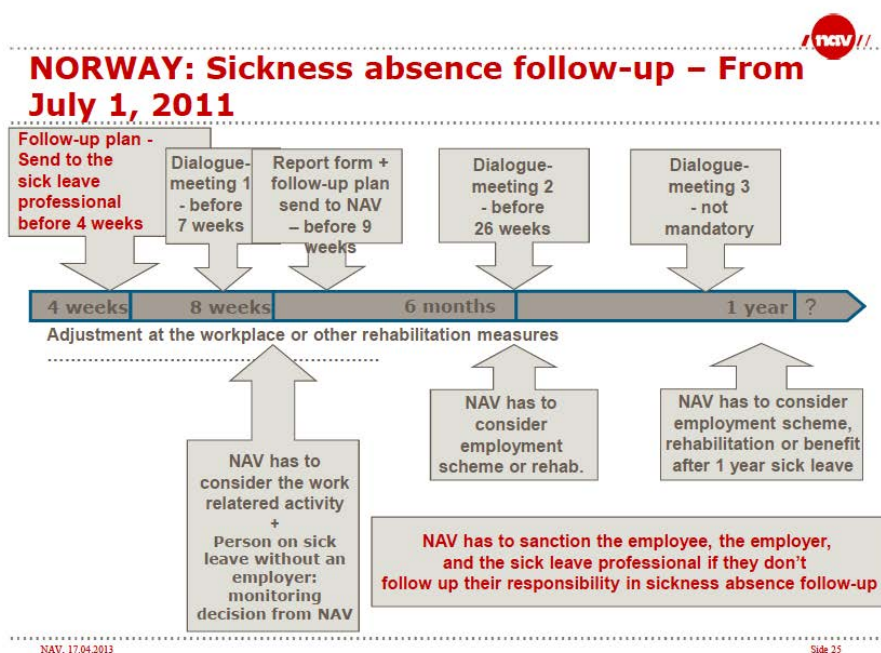 nav
NORWAY: Sickness absence follow-up – From
July 1, 2011
Follow-up plan -
Send to the
sick leave
professional
before 4 weeks
Dialogue-
meeting 1
- before
7 weeks
Report form +
follow-up plan
send to NAV
– before 9
weeks
Dialogue-
meeting 2
- before
26 weeks
Dialogue-
meeting 3
- not
mandatory
4 weeks
8 weeks
6 months
1 year
?
Adjustment at the workplace or other rehabilitation measures
NAV has to
consider the work
relatered activity
+
Person on sick
leave without an
employer:
monitoring
decision from NAV
NAV has to
consider
employment
scheme or rehab.
NAV has to consider
employment scheme,
rehabilitation or benefit
after 1 year sick leave
NAV has to sanction the employee, the employer,
and the sick leave professional if they don’t
follow up their responsibility in sickness absence follow-up
NAV, 17.04.2013
Side 25